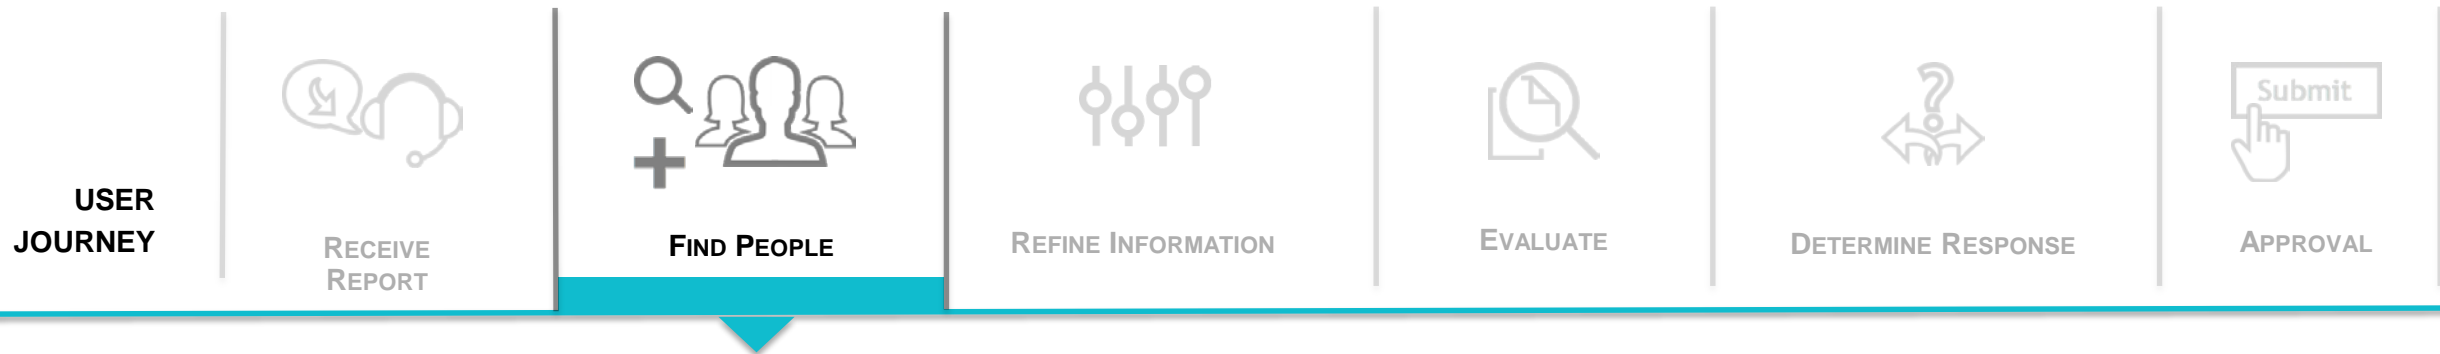 USER
JOURNEY
RECEIVE
REPORT
FIND PEOPLE
REFINE INFORMATION
EVALUATE
DETERMINE RESPONSE
Submit
APPROVAL